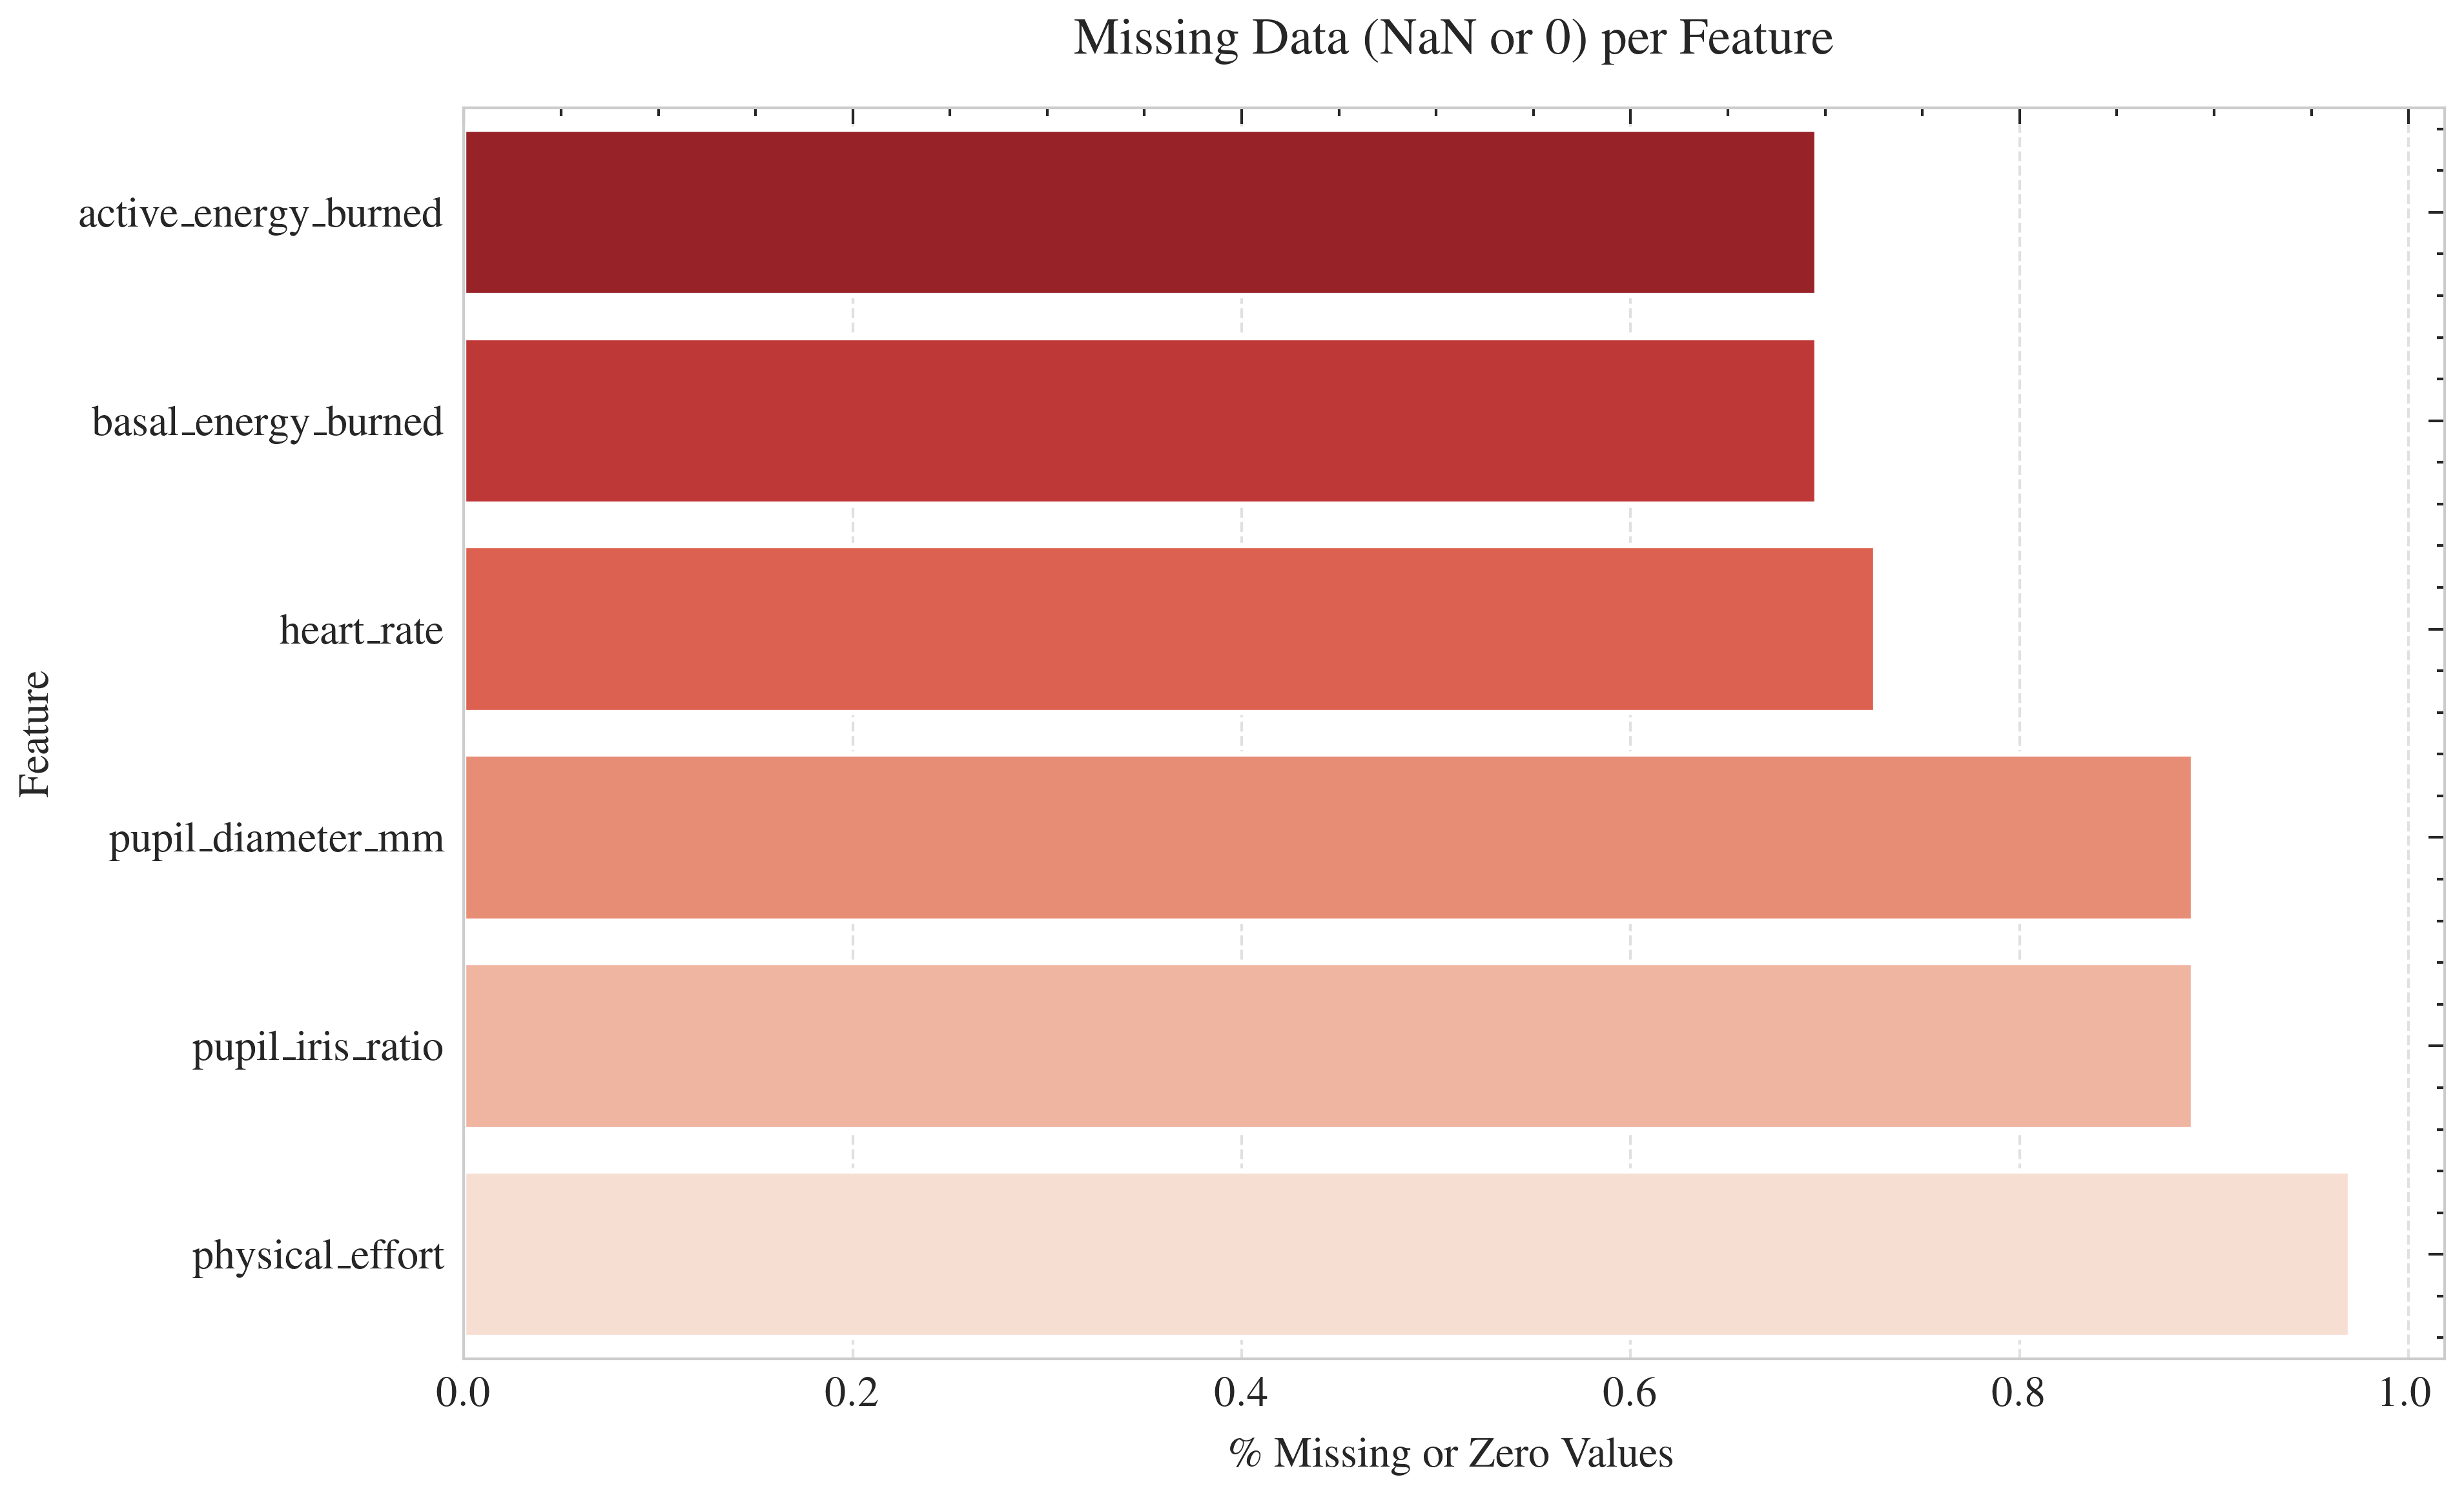 Missing Data (NaN or 0) per Feature
active_energy_burned
basal_energy_burned
heart_rate
pupil_diameter_mm
pupil_iris_ratio
physical_effort
Feature
0.0 0.2 0.4 0.6 0.8 1.0
% Missing or Zero Values